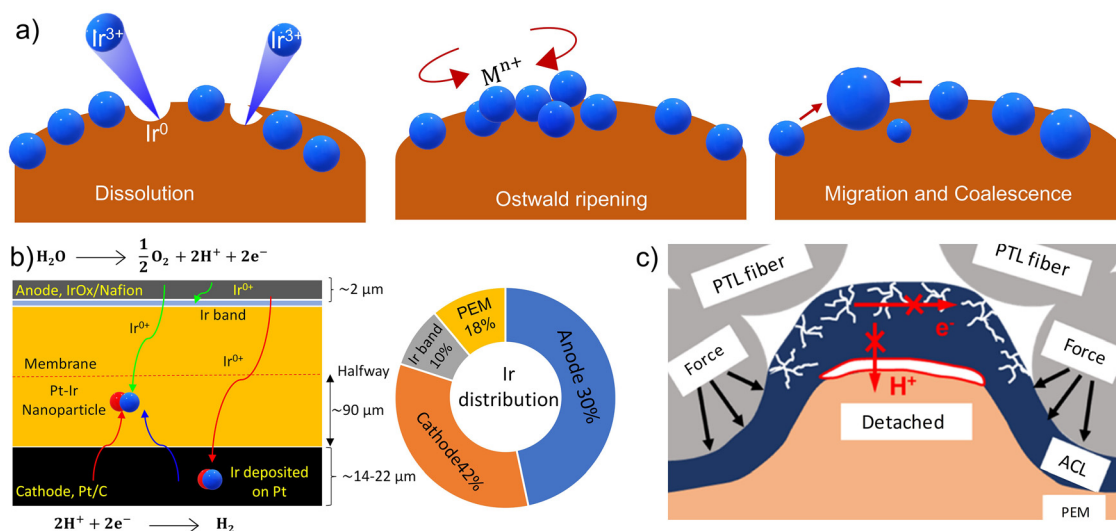 a)
Ir3+
Ir3+
Ir0
Dissolution
Mn+
Ostwald ripening
Migration and Coalescence
b)
H₂O ⟶ 1/2 O₂ + 2H⁺ + 2e⁻
Anode, IrOx/Nafion
Ir0+
~2 μm
Ir band
Ir0+
Ir0+
Membrane
Halfway
Pt-Ir
Nanoparticle
~90 μm
Ir deposited
on Pt
Cathode, Pt/C
~14-22 μm
2H⁺ + 2e⁻ ⟶ H₂
PEM
18%
Ir band
10%
Anode 30%
Cathode42%
Ir
distribution
c)
PTL fiber
PTL fiber
e-
Force
Force
H+
Detached
ACL
PEM